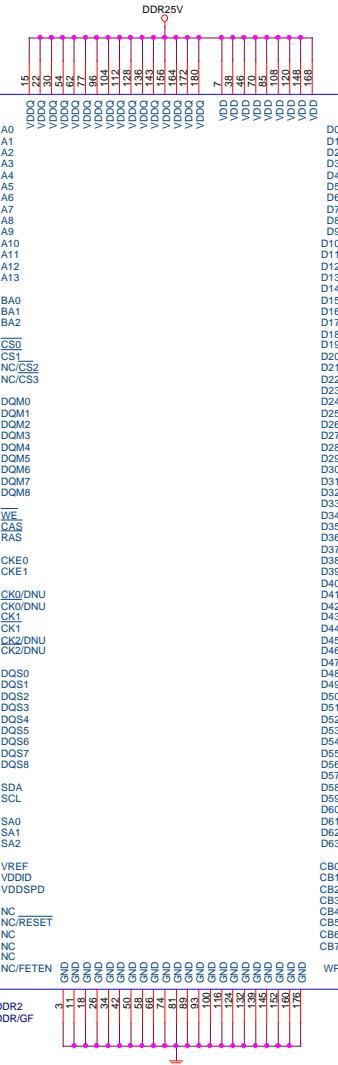 DDR25V
15 22 30 54 62 77 96 104 112 128 136 143 156 164 172 180 7 38 46 70 85 108 120 148 168
VDDQ VDDQ VDDQ VDDQ VDDQ VDDQ VDDQ VDDQ VDDQ VDDQ VDDQ VDDQ VDDQ VDDQ VDDQ VDDQ VDD VDD VDD VDD VDD VDD VDD VDD VDD
A0
A1
A2
A3
A4
A5
A6
A7
A8
A9
A10
A11
A12
A13
BA0
BA1
BA2
CS0
CS1
NC/CS2
NC/CS3
DQM0
DQM1
DQM2
DQM3
DQM4
DQM5
DQM6
DQM7
DQM8
WE
CAS
RAS
CKE0
CKE1
CK0/DNU
CK0/DNU
CK1
CK1
CK2/DNU
CK2/DNU
DQS0
DQS1
DQS2
DQS3
DQS4
DQS5
DQS6
DQS7
DQS8
SDA
SCL
SA0
SA1
SA2
VREF
VDDID
VDDSPD
NC
NC/RESET
NC
NC
NC
NC/FETEN
D0
D1
D2
D3
D4
D5
D6
D7
D8
D9
D10
D11
D12
D13
D14
D15
D16
D17
D18
D19
D20
D21
D22
D23
D24
D25
D26
D27
D28
D29
D30
D31
D32
D33
D34
D35
D36
D37
D38
D39
D40
D41
D42
D43
D44
D45
D46
D47
D48
D49
D50
D51
D52
D53
D54
D55
D56
D57
D58
D59
D60
D61
D62
D63
CB0
CB1
CB2
CB3
CB4
CB5
CB6
CB7
WP
GND GND GND GND GND GND GND GND GND GND GND GND GND GND GND GND GND GND GND GND GND GND
3 11 18 26 34 42 50 58 66 74 81 89 93 100 116 124 132 139 145 152 160 176
DDR2
DDR/GF